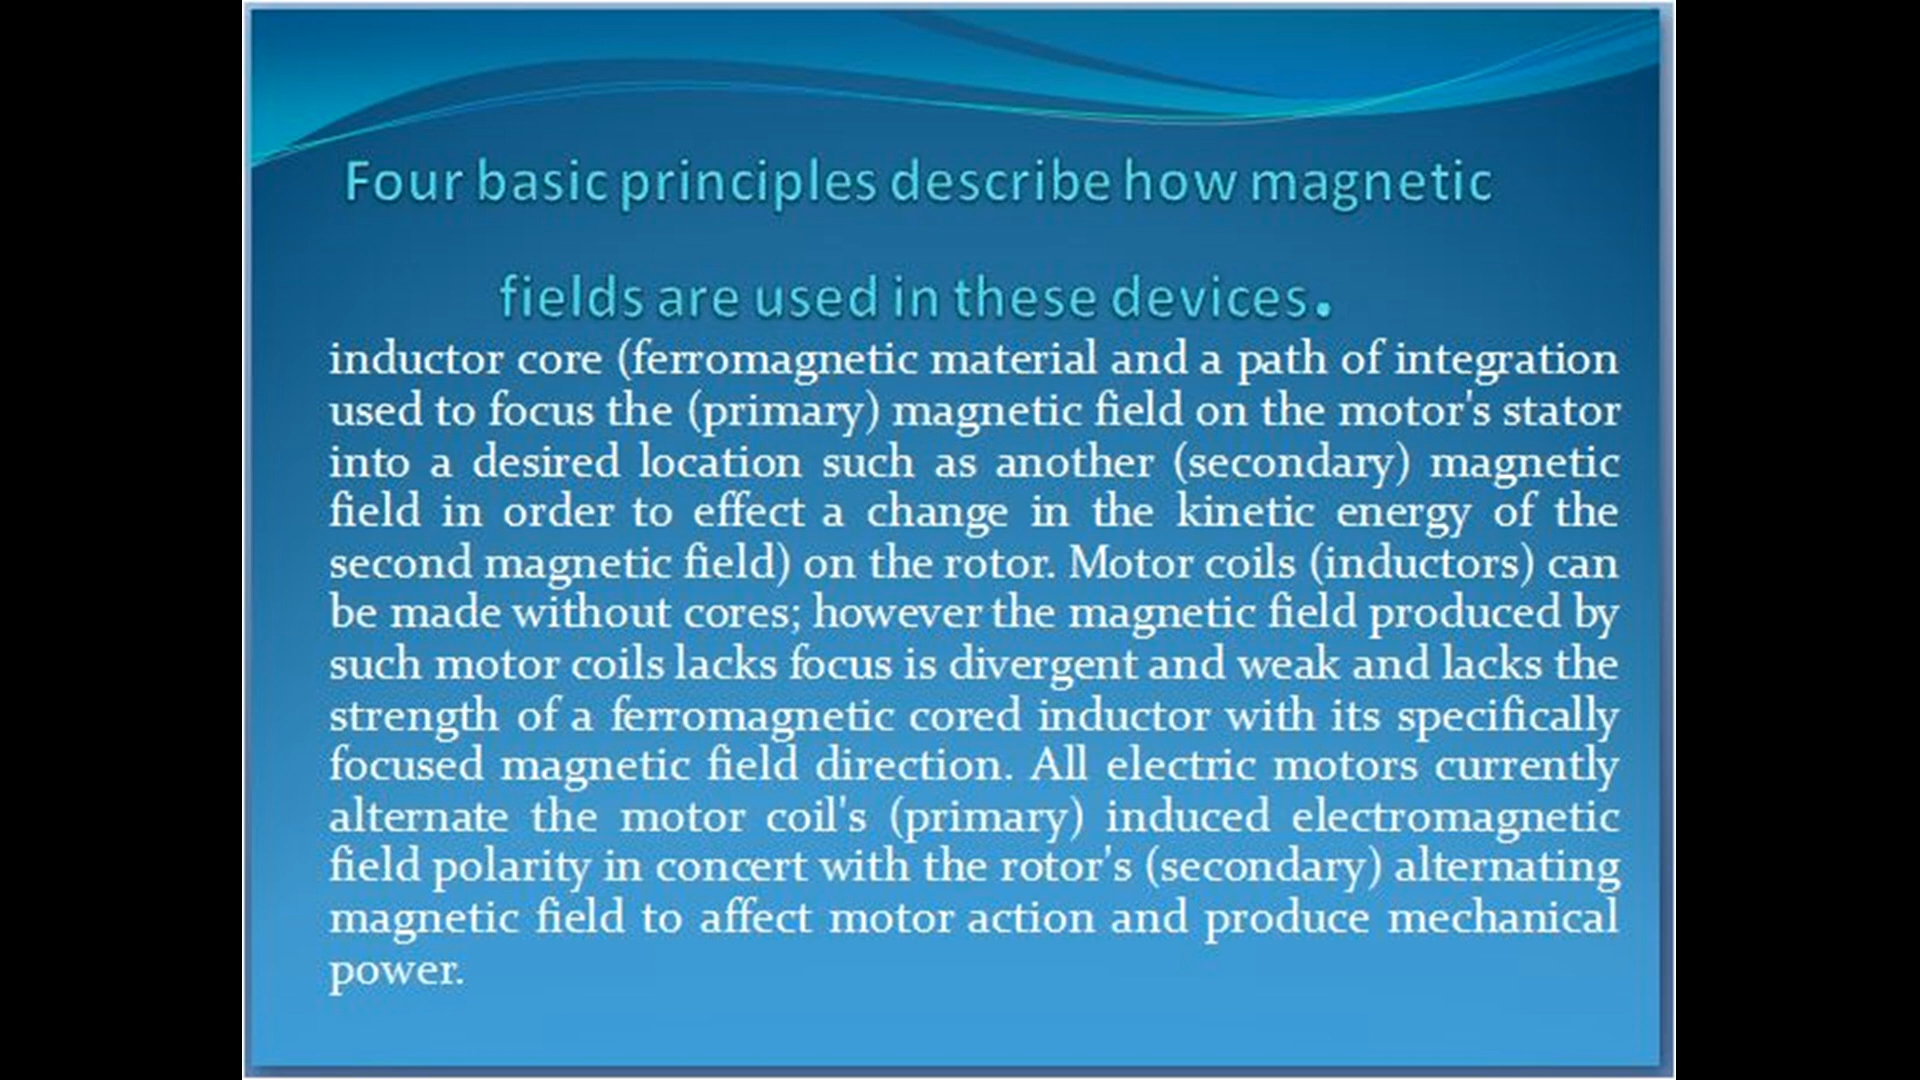 Four basic principles describe how magnetic
fields are used in these devices.
inductor core (ferromagnetic material and a path of integration
used to focus the (primary) magnetic field on the motor's stator
into a desired location such as another (secondary) magnetic
field in order to effect a change in the kinetic energy of the
second magnetic field) on the rotor. Motor coils (inductors) can
be made without cores; however the magnetic field produced by
such motor coils lacks focus is divergent and weak and lacks the
strength of a ferromagnetic cored inductor with its specifically
focused magnetic field direction. All electric motors currently
alternate the motor coil's (primary) induced electromagnetic
field polarity in concert with the rotor's (secondary) alternating
magnetic field to affect motor action and produce mechanical
power.